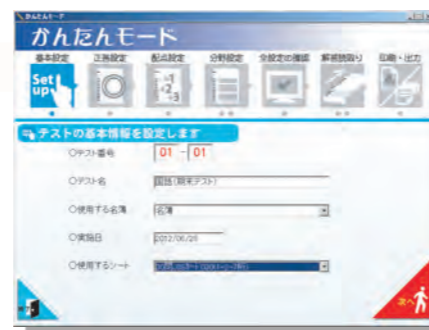 かんたんモード
かんたんモード
基本設定 正答設定 配点設定 分野設定 全設定の確認 解答読取り 印刷・出力
Set up
テストの基本情報を設定します
○テスト番号 01 - 01
○テスト名 国語(期末テスト)
○使用する名簿 名簿
○実施日 2012/06/20
○使用するシート
次へ